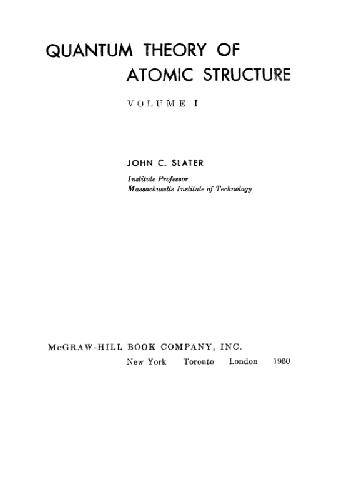 QUANTUM THEORY OF
ATOMIC STRUCTURE
VOLUME I
JOHN C. SLATER
Institute Professor
Massachusetts Institute of Technology
McGRAW-HILL BOOK COMPANY, INC.
New York Toronto London 1960